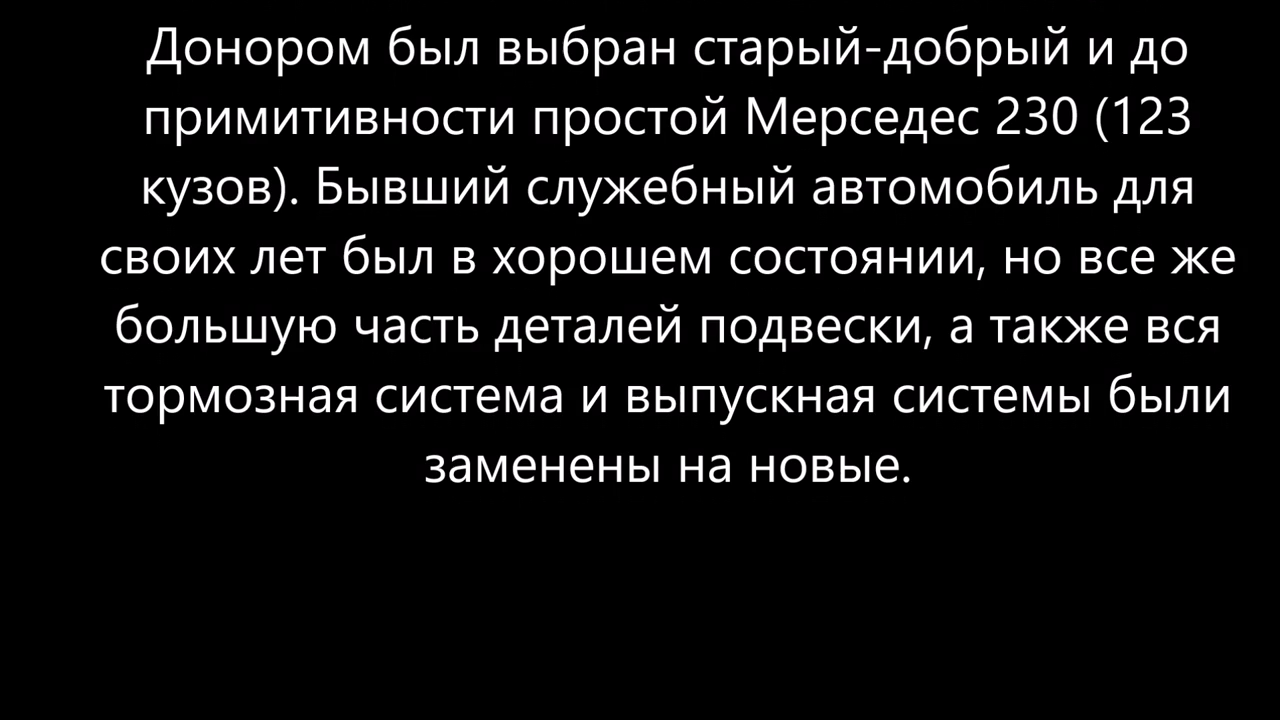 Донором был выбран старый-добрый и до
примитивности простой Мерседес 230 (123
кузов). Бывший служебный автомобиль для
своих лет был в хорошем состоянии, но все же
большую часть деталей подвески, а также вся
тормозная система и выпускная системы были
заменены на новые.